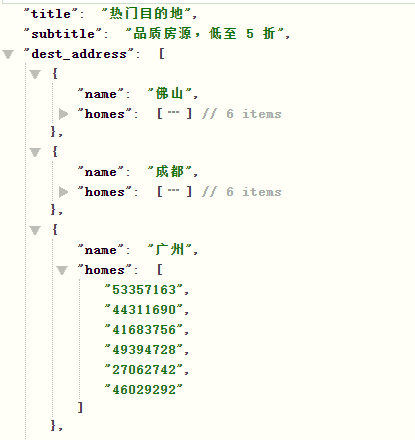 "title": "热门目的地",
"subtitle": "品质房源，低至 5 折",
"dest_address": [
{
"name": "佛山",
"homes": [ ⋯ ] // 6 items
},
{
"name": "成都",
"homes": [ ⋯ ] // 6 items
},
{
"name": "广州",
"homes": [
"53357163",
"44311690",
"41683756",
"49394728",
"27062742",
"46029292"
]
},